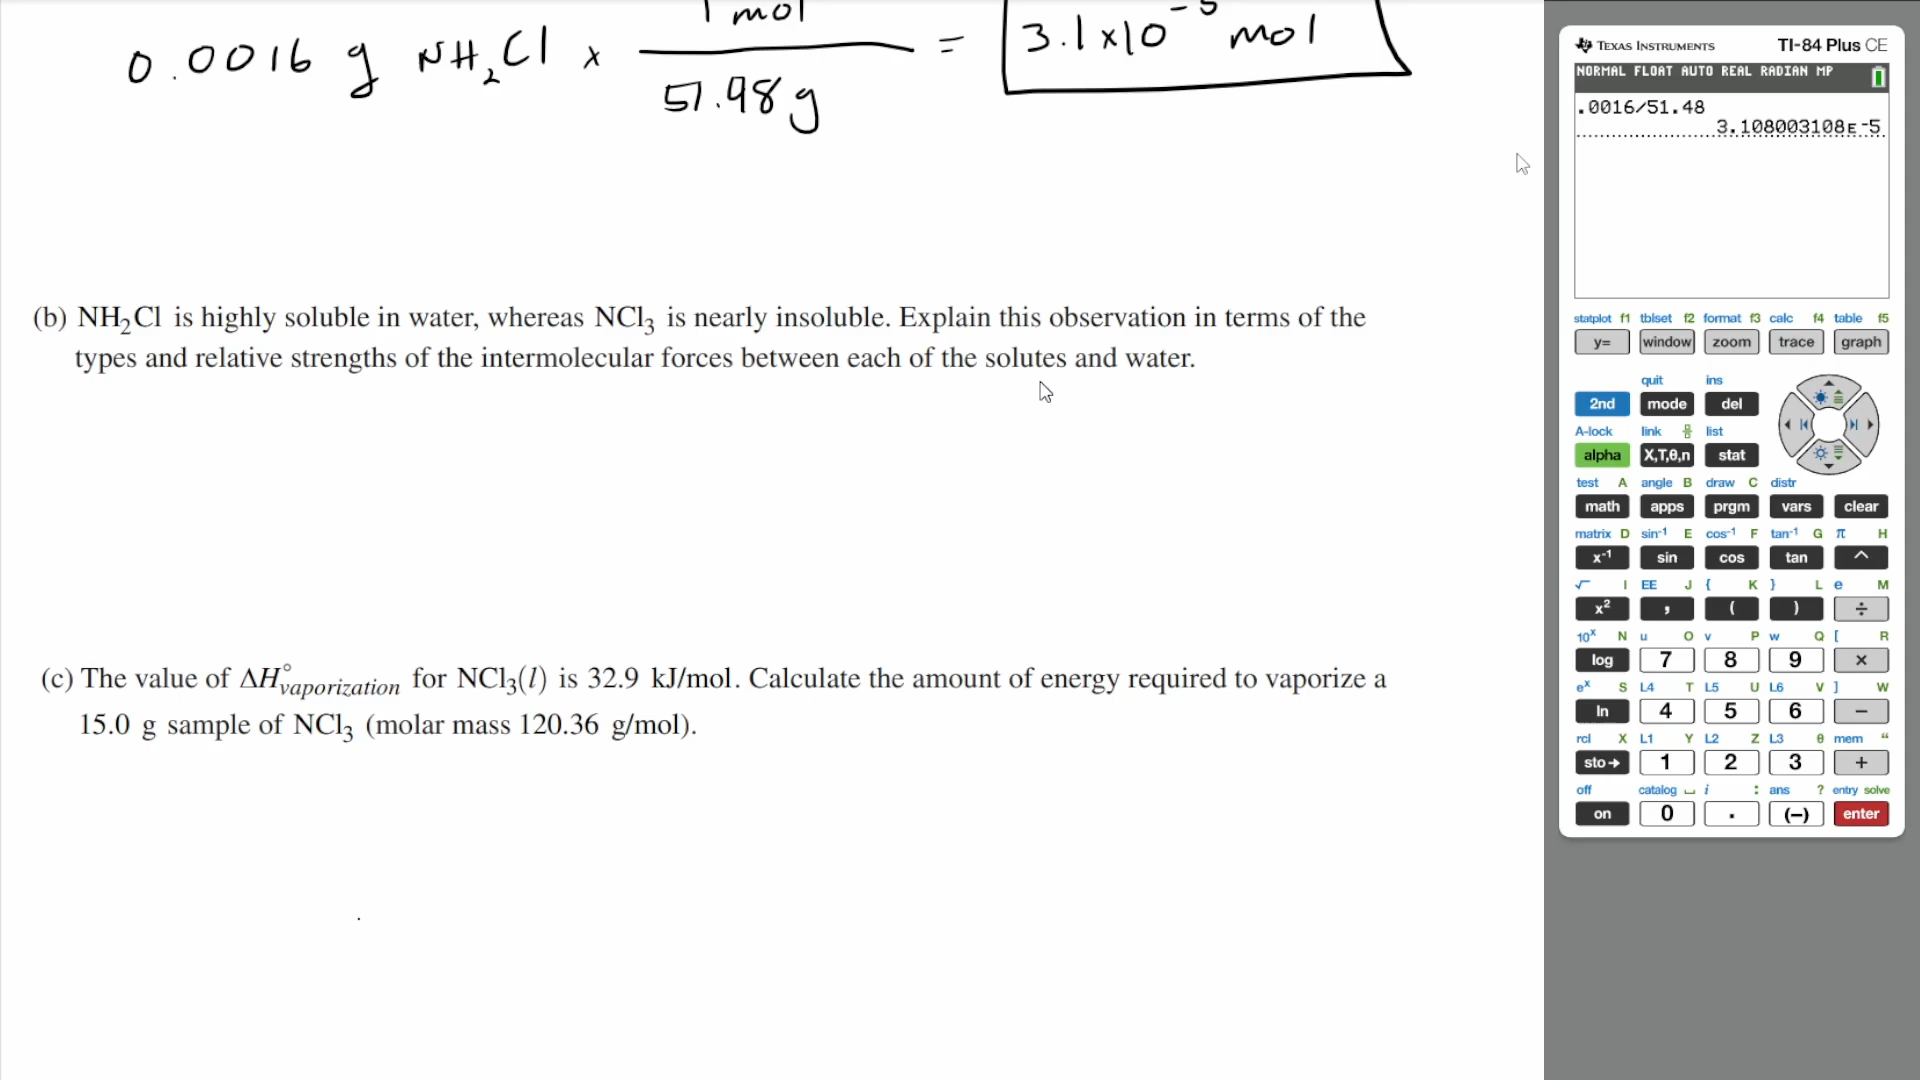 1 mol
0.0016 g NH₂Cl × = 3.1×10⁻⁵ mol
51.98 g
(b) NH₂Cl is highly soluble in water, whereas NCl₃ is nearly insoluble. Explain this observation in terms of the
types and relative strengths of the intermolecular forces between each of the solutes and water.
(c) The value of ΔH°vaporization for NCl₃(l) is 32.9 kJ/mol. Calculate the amount of energy required to vaporize a
15.0 g sample of NCl₃ (molar mass 120.36 g/mol).
TEXAS INSTRUMENTS TI-84 Plus CE
NORMAL FLOAT AUTO REAL RADIAN MP
.0016/51.48
3.108003108ᴇ-5
statplot f1 tblset f2 format f3 calc f4 table f5
y= window zoom trace graph
quit ins
2nd mode del
A-lock link list
alpha X,T,θ,n stat
test A angle B draw C distr
math apps prgm vars clear
matrix D sin⁻¹ E cos⁻¹ F tan⁻¹ G π H
x⁻¹ sin cos tan ^
√ I EE J { K } L e M
x² , ( ) ÷
10ˣ N u O v P w Q [ R
log 7 8 9 ×
eˣ S L4 T L5 U L6 V ] W
ln 4 5 6 −
rcl X L1 Y L2 Z L3 θ mem “
sto→ 1 2 3 +
off catalog ⎵ i : ans ? entry solve
on 0 . (−) enter